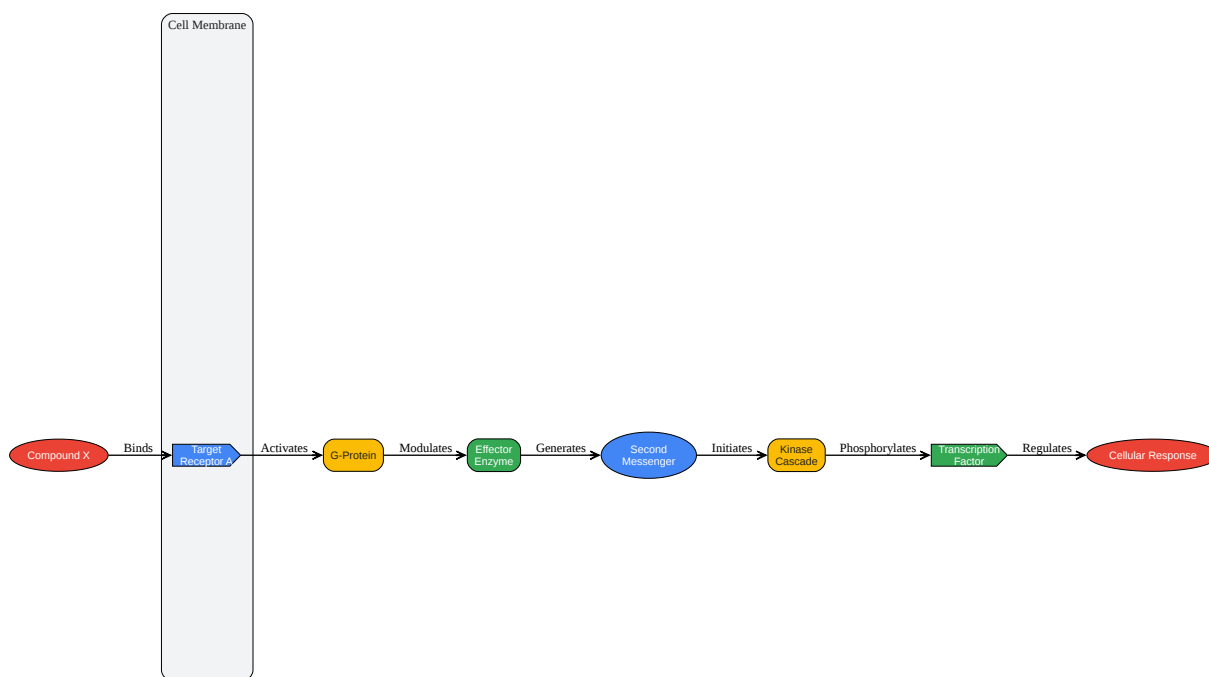 Cell Membrane
Compound X
Binds
Target
Receptor A
Activates
G-Protein
Modulates
Effector
Enzyme
Generates
Second
Messenger
Initiates
Kinase
Cascade
Phosphorylates
Transcription
Factor
Regulates
Cellular Response